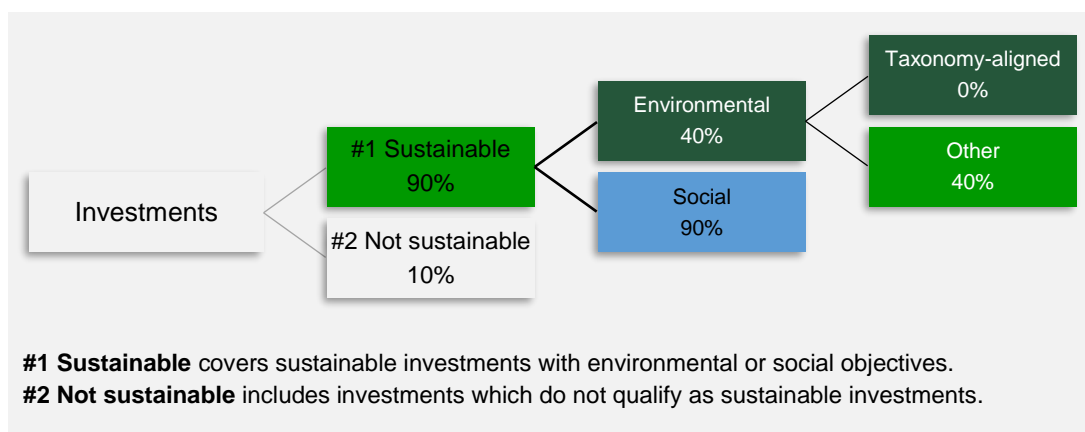 Taxonomy-aligned
0%
Environmental
40%
#1 Sustainable
90%
Other
40%
Investments
Social
90%
#2 Not sustainable
10%
#1 Sustainable covers sustainable investments with environmental or social objectives.
#2 Not sustainable includes investments which do not qualify as sustainable investments.